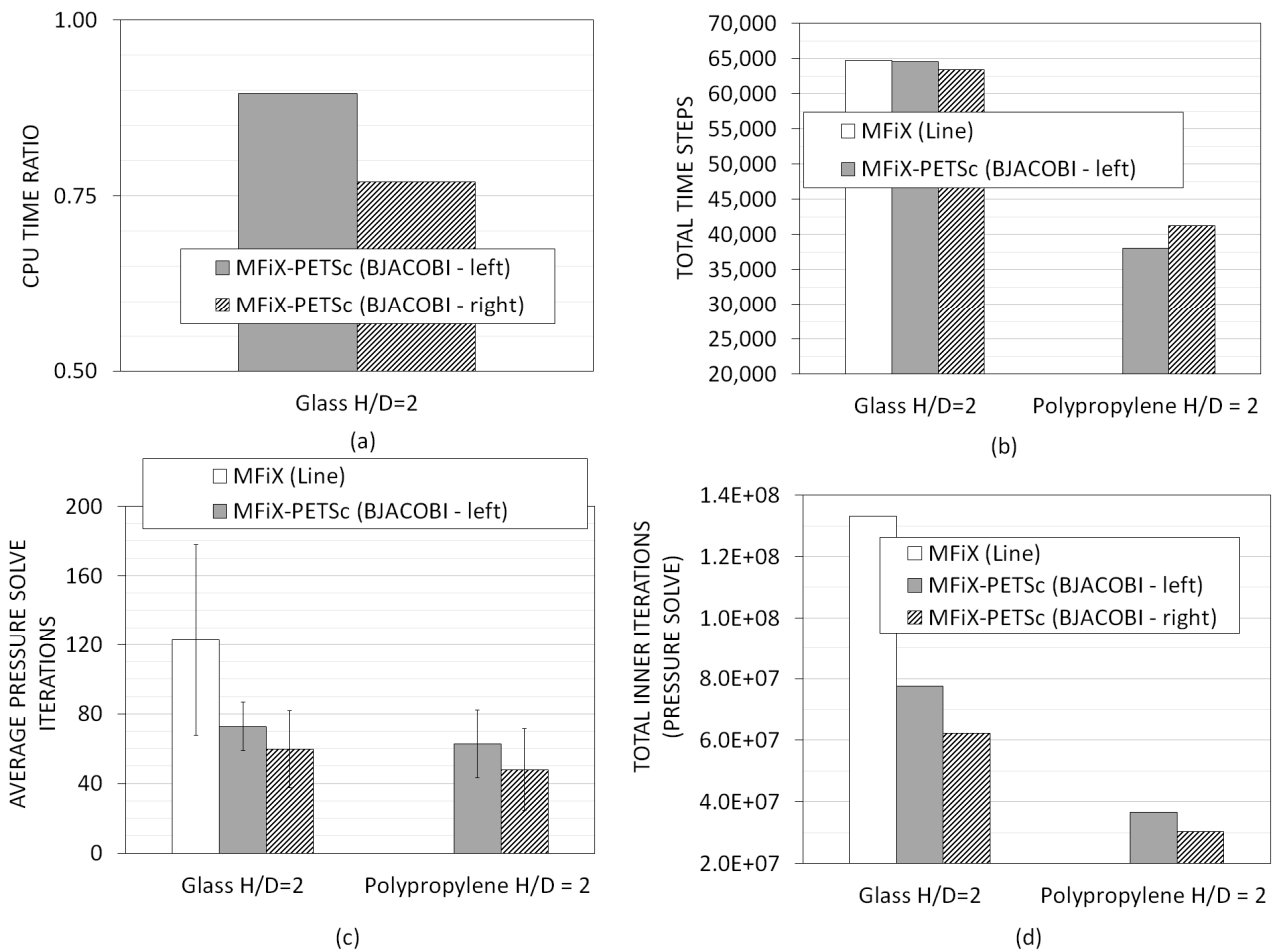 1.00
0.75
0.50
CPU TIME RATIO
MFiX-PETSc (BJACOBI - left)
MFiX-PETSc (BJACOBI - right)
Glass H/D=2
(a)
70,000
65,000
60,000
55,000
50,000
45,000
40,000
35,000
30,000
25,000
20,000
TOTAL TIME STEPS
MFiX (Line)
MFiX-PETSc (BJACOBI - left)
Glass H/D=2
Polypropylene H/D = 2
(b)
MFiX (Line)
MFiX-PETSc (BJACOBI - left)
200
160
120
80
40
0
AVERAGE PRESSURE SOLVE
ITERATIONS
Glass H/D=2
Polypropylene H/D = 2
(c)
1.4E+08
1.2E+08
1.0E+08
8.0E+07
6.0E+07
4.0E+07
2.0E+07
TOTAL INNER ITERATIONS
(PRESSURE SOLVE)
MFiX (Line)
MFiX-PETSc (BJACOBI - left)
MFiX-PETSc (BJACOBI - right)
Glass H/D=2
Polypropylene H/D = 2
(d)